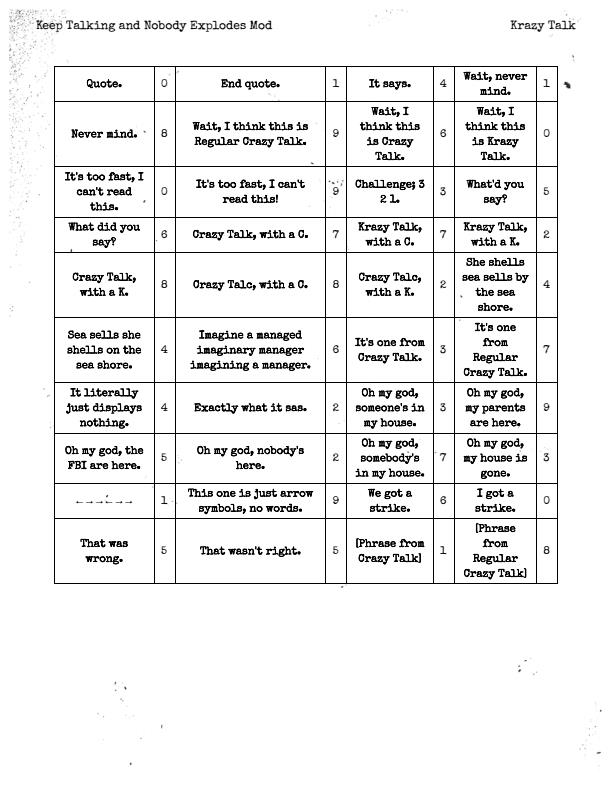 Keep Talking and Nobody Explodes Mod Krazy Talk
Quote. 0 End quote. 1 It says. 4 Wait, never
mind. 1
Never mind. 8 Wait, I think this is
Regular Crazy Talk. 9 Wait, I
think this
is Crazy
Talk. 6 Wait, I
think this
is Krazy
Talk. 0
It's too fast, I
can't read
this. 0 It's too fast, I can't
read this! 9 Challenge; 3
2 1. 3 What'd you
say? 5
What did you
say? 6 Crazy Talk, with a C. 7 Krazy Talk,
with a C. 7 Krazy Talk,
with a K. 2
Crazy Talk,
with a K. 8 Crazy Talc, with a C. 8 Crazy Talc,
with a K. 2 She shells
sea sells by
the sea
shore. 4
Sea sells she
shells on the
sea shore. 4 Imagine a managed
imaginary manager
imagining a manager. 6 It's one from
Crazy Talk. 3 It's one
from
Regular
Crazy Talk. 7
It literally
just displays
nothing. 4 Exactly what it sas. 2 Oh my god,
someone's in
my house. 3 Oh my god,
my parents
are here. 9
Oh my god, the
FBI are here. 5 Oh my god, nobody's
here. 2 Oh my god,
somebody's
in my house. 7 Oh my god,
my house is
gone. 3
1 This one is just arrow
symbols, no words. 9 We got a
strike. 6 I got a
strike. 0
That was
wrong. 5 That wasn't right. 5 [Phrase from
Crazy Talk] 1 [Phrase
from
Regular
Crazy Talk] 8